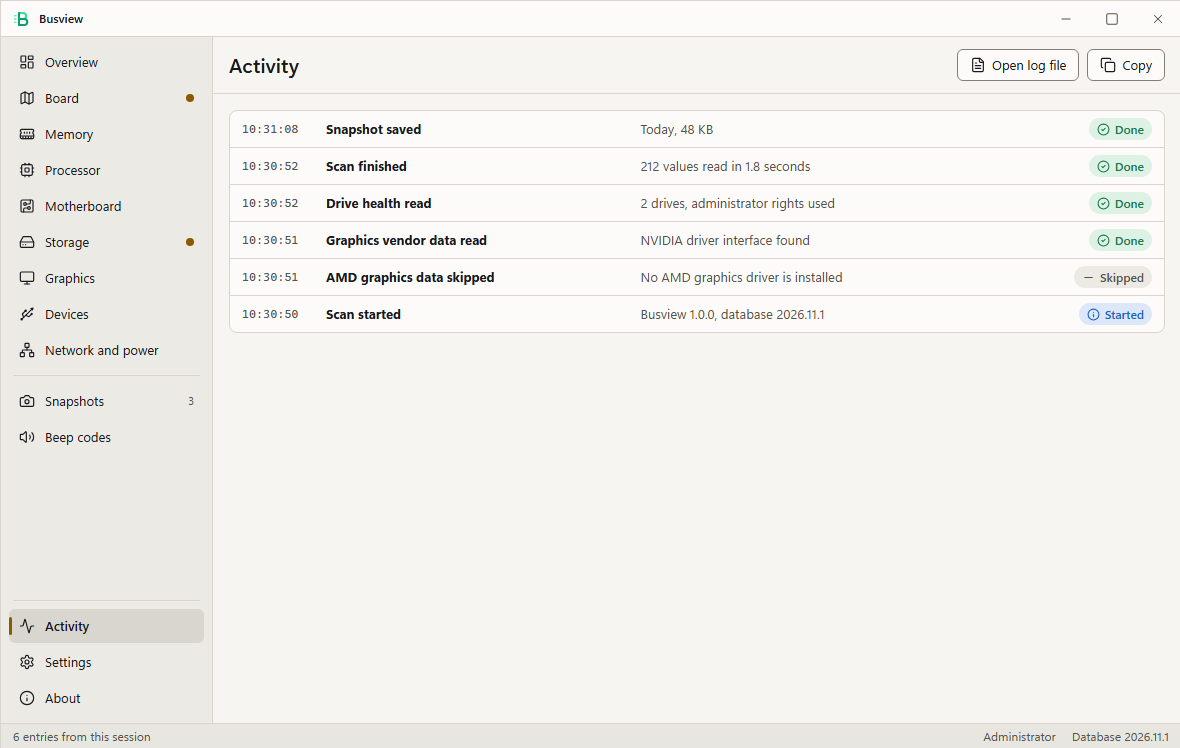 Busview
Overview
Board
Memory
Processor
Motherboard
Storage
Graphics
Devices
Network and power
Snapshots 3
Beep codes
Activity
Settings
About
Activity
Open log file
Copy
10:31:08 Snapshot saved Today, 48 KB Done
10:30:52 Scan finished 212 values read in 1.8 seconds Done
10:30:52 Drive health read 2 drives, administrator rights used Done
10:30:51 Graphics vendor data read NVIDIA driver interface found Done
10:30:51 AMD graphics data skipped No AMD graphics driver is installed Skipped
10:30:50 Scan started Busview 1.0.0, database 2026.11.1 Started
6 entries from this session
Administrator
Database 2026.11.1